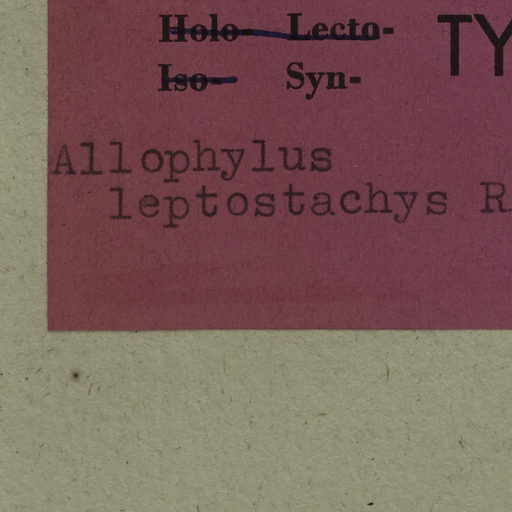 Holo- Lecto- TY
Iso- Syn-
Allophylus
leptostachys R